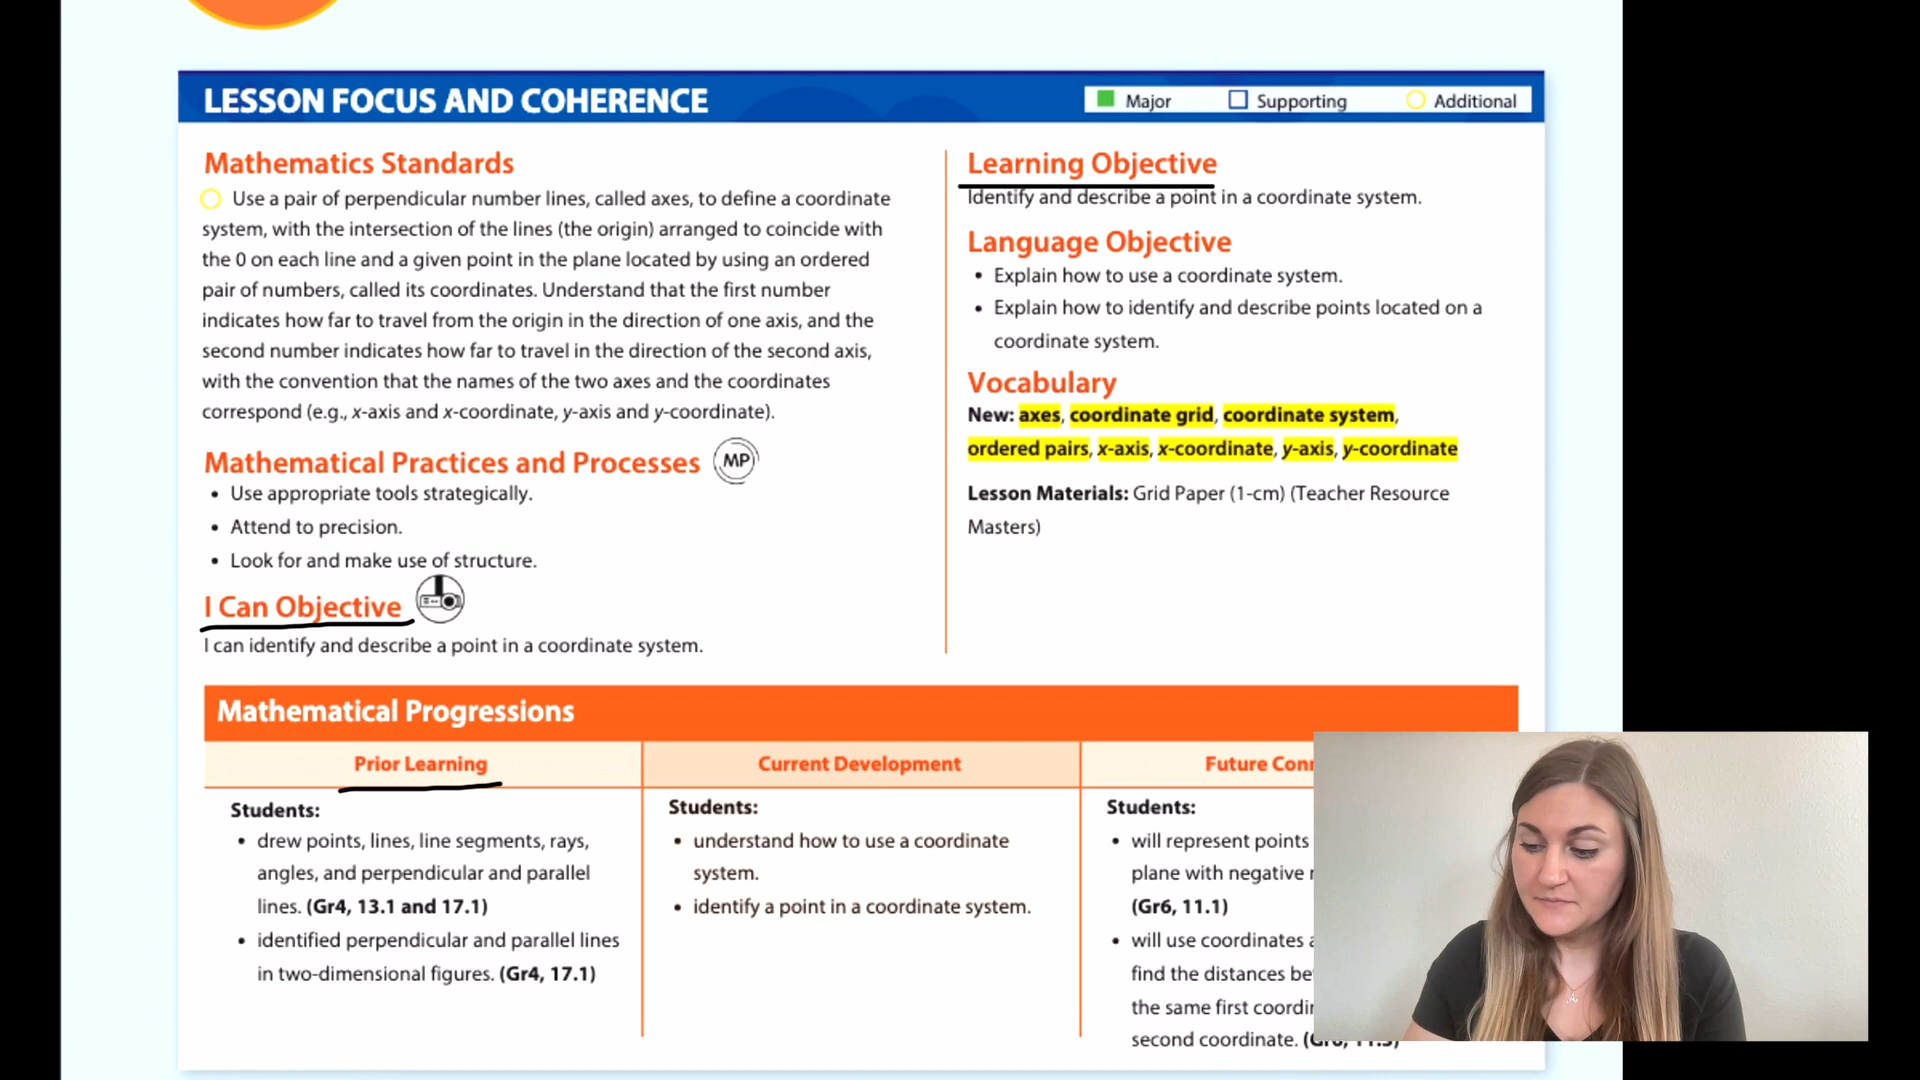 LESSON FOCUS AND COHERENCE
Major
Supporting
Additional
Mathematics Standards
Use a pair of perpendicular number lines, called axes, to define a coordinate
system, with the intersection of the lines (the origin) arranged to coincide with
the 0 on each line and a given point in the plane located by using an ordered
pair of numbers, called its coordinates. Understand that the first number
indicates how far to travel from the origin in the direction of one axis, and the
second number indicates how far to travel in the direction of the second axis,
with the convention that the names of the two axes and the coordinates
correspond (e.g., x-axis and x-coordinate, y-axis and y-coordinate).
Mathematical Practices and Processes
MP
• Use appropriate tools strategically.
• Attend to precision.
• Look for and make use of structure.
I Can Objective
I can identify and describe a point in a coordinate system.
Learning Objective
Identify and describe a point in a coordinate system.
Language Objective
• Explain how to use a coordinate system.
• Explain how to identify and describe points located on a
coordinate system.
Vocabulary
New: axes, coordinate grid, coordinate system,
ordered pairs, x-axis, x-coordinate, y-axis, y-coordinate
Lesson Materials: Grid Paper (1-cm) (Teacher Resource
Masters)
Mathematical Progressions
Prior Learning
Students:
• drew points, lines, line segments, rays,
angles, and perpendicular and parallel
lines. (Gr4, 13.1 and 17.1)
• identified perpendicular and parallel lines
in two-dimensional figures. (Gr4, 17.1)
Current Development
Students:
• understand how to use a coordinate
system.
• identify a point in a coordinate system.
Future
Students:
• will represent points
plane with negative
(Gr6, 11.1)
• will use coordinates
find the distances
the same first
second coordinate.